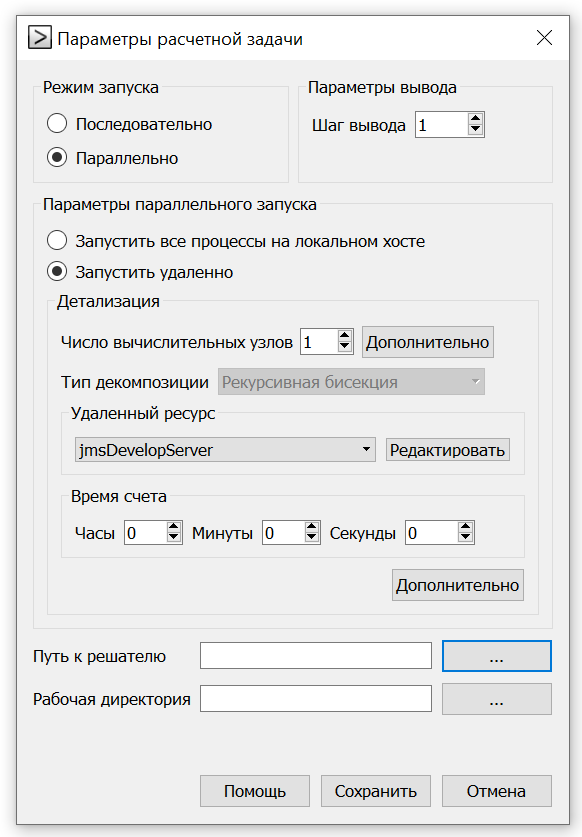 Параметры расчетной задачи
Режим запуска
Последовательно
Параллельно
Параметры вывода
Шаг вывода 1
Параметры параллельного запуска
Запустить все процессы на локальном хосте
Запустить удаленно
Детализация
Число вычислительных узлов 1 Дополнительно
Тип декомпозиции Рекурсивная бисекция
Удаленный ресурс
jmsDevelopServer Редактировать
Время счета
Часы 0 Минуты 0 Секунды 0
Дополнительно
Путь к решателю ...
Рабочая директория ...
Помощь Сохранить Отмена